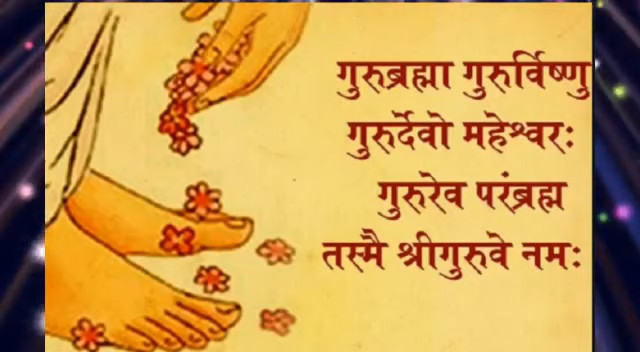 गुरुब्रह्मा गुरुर्विष्णु
गुरुर्देवो महेश्वरः
गुरुरेव परंब्रह्म
तस्मै श्रीगुरुवे नमः